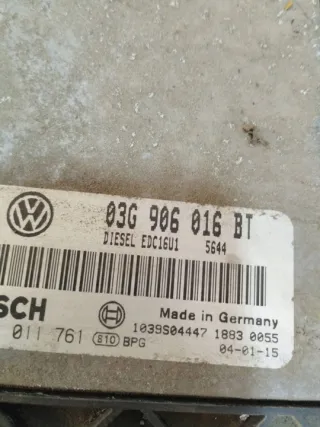 03G 906 016 BT
DIESEL EDC16U1 5644
SCH
Made in Germany
011 761 S10 BPG 1039S04447 1883 0055
04-01-15